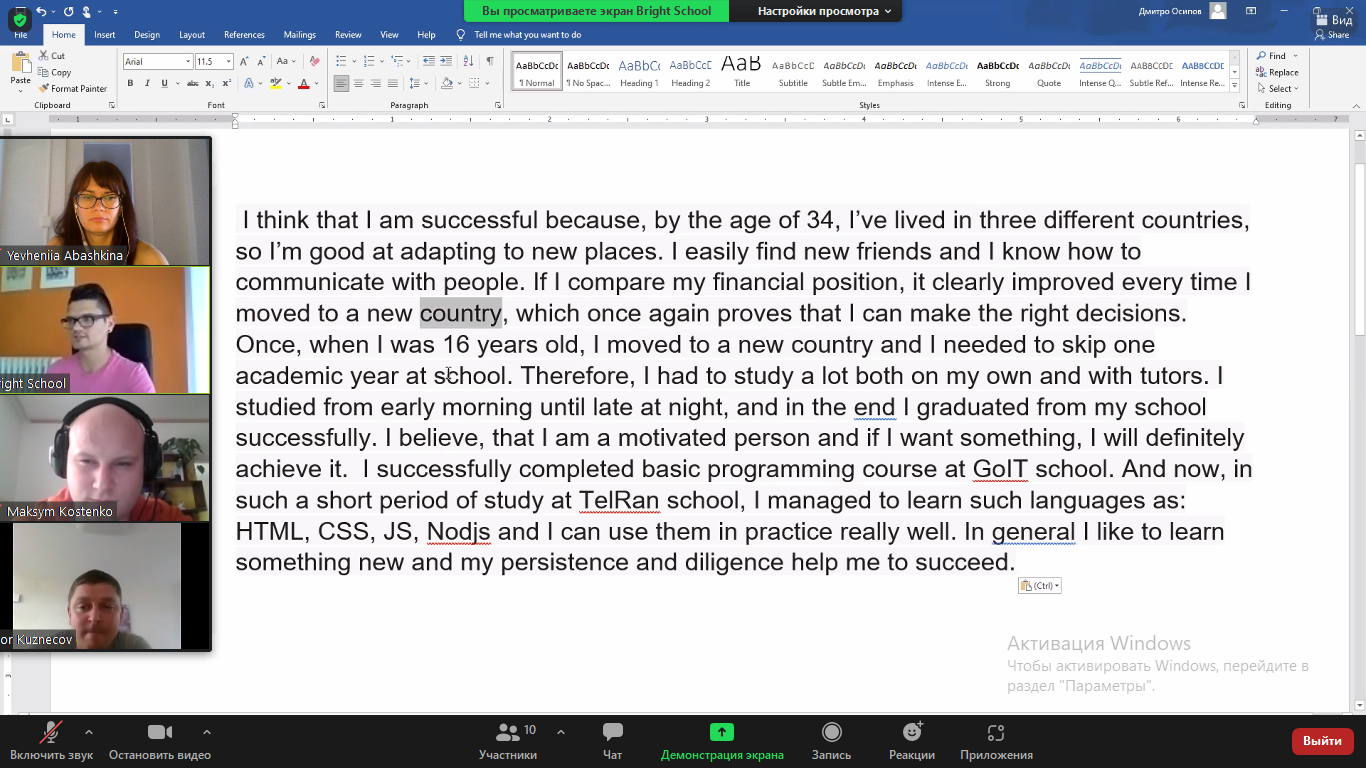 Вы просматриваете экран Bright School
Настройки просмотра
Дмитро Осипов
Вид
File Home Insert Design Layout References Mailings Review View Help Tell me what you want to do
Share
Paste
Cut
Copy
Format Painter
Clipboard
Arial 11.5
Font
Paragraph
AaBbCcDc AaBbCcDc AaBbCc AaBbCcD AaB AaBbCcD AaBbCcDc AaBbCcDc AaBbCcDc AaBbCcDc AaBbCcDc AaBbCcDc AaBbCcDc AaBbCcDc
¶ Normal ¶ No Spac... Heading 1 Heading 2 Title Subtitle Subtle Em... Emphasis Intense E... Strong Quote Intense Q... Subtle Ref... Intense Re...
Styles
Find
Replace
Select
Editing
1 1 2 3 4 5 6 7
I think that I am successful because, by the age of 34, I’ve lived in three different countries,
so I’m good at adapting to new places. I easily find new friends and I know how to
communicate with people. If I compare my financial position, it clearly improved every time I
moved to a new country, which once again proves that I can make the right decisions.
Once, when I was 16 years old, I moved to a new country and I needed to skip one
academic year at school. Therefore, I had to study a lot both on my own and with tutors. I
studied from early morning until late at night, and in the end I graduated from my school
successfully. I believe, that I am a motivated person and if I want something, I will definitely
achieve it.  I successfully completed basic programming course at GoIT school. And now, in
such a short period of study at TelRan school, I managed to learn such languages as:
HTML, CSS, JS, Nodjs and I can use them in practice really well. In general I like to learn
something new and my persistence and diligence help me to succeed.
(Ctrl)
Yevheniia Abashkina
ight School
Maksym Kostenko
or Kuznecov
Активация Windows
Чтобы активировать Windows, перейдите в
раздел "Параметры".
Включить звук
Остановить видео
Участники 10
Чат
Демонстрация экрана
Запись
Реакции
Приложения
Выйти